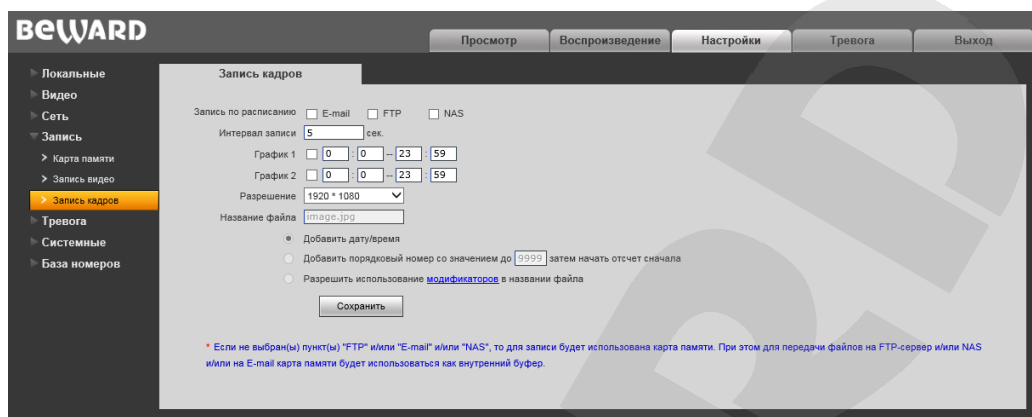 BEWARD
Просмотр Воспроизведение Настройки Тревога Выход
Локальные
Видео
Сеть
Запись
Карта памяти
Запись видео
Запись кадров
Тревога
Системные
База номеров
Запись кадров
Запись по расписанию E-mail FTP NAS
Интервал записи 5 сек.
График 1 0 : 0 -- 23 : 59
График 2 0 : 0 -- 23 : 59
Разрешение 1920 * 1080
Название файла image.jpg
Добавить дату/время
Добавить порядковый номер со значением до 9999 затем начать отсчет сначала
Разрешить использование модификаторов в названии файла
Сохранить
* Если не выбран(ы) пункт(ы) "FTP" и/или "E-mail" и/или "NAS", то для записи будет использована карта памяти. При этом для передачи файлов на FTP-сервер и/или NAS
и/или на E-mail карта памяти будет использоваться как внутренний буфер.